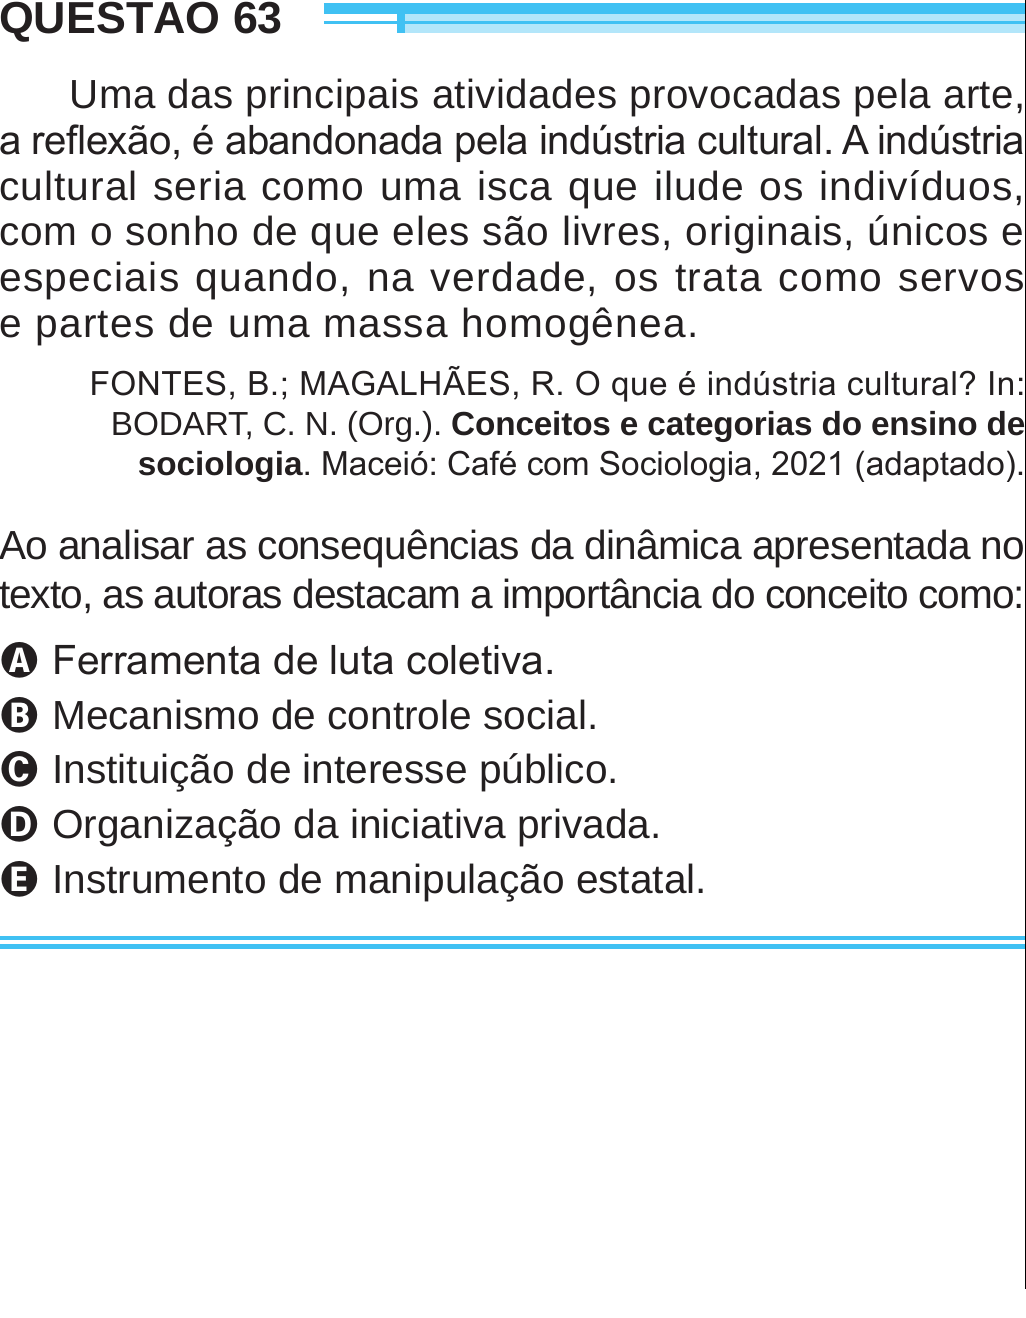 QUESTÃO 63
Uma das principais atividades provocadas pela arte,
a reflexão, é abandonada pela indústria cultural. A indústria
cultural seria como uma isca que ilude os indivíduos,
com o sonho de que eles são livres, originais, únicos e
especiais quando, na verdade, os trata como servos
e partes de uma massa homogênea.
FONTES, B.; MAGALHÃES, R. O que é indústria cultural? In:
BODART, C. N. (Org.). Conceitos e categorias do ensino de
sociologia. Maceió: Café com Sociologia, 2021 (adaptado).
Ao analisar as consequências da dinâmica apresentada no
texto, as autoras destacam a importância do conceito como:
A Ferramenta de luta coletiva.
B Mecanismo de controle social.
C Instituição de interesse público.
D Organização da iniciativa privada.
E Instrumento de manipulação estatal.